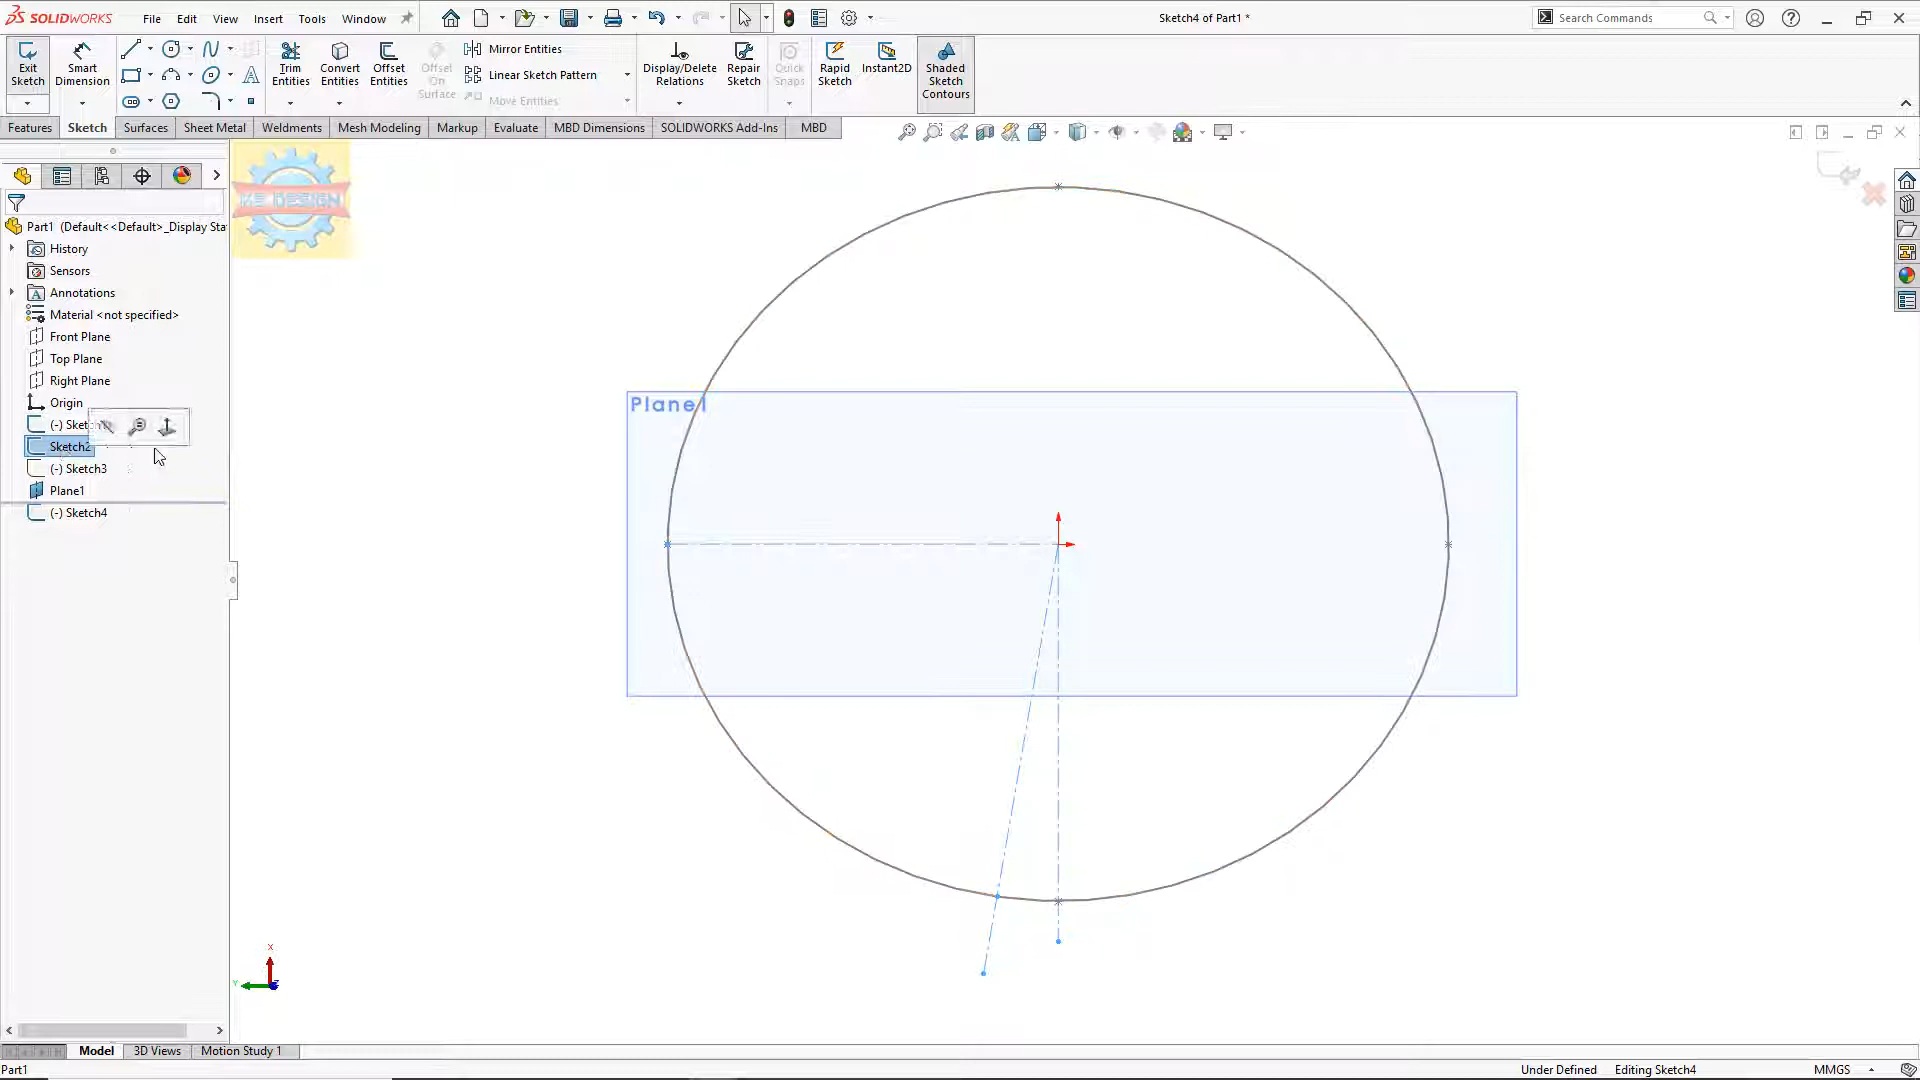 SOLIDWORKS File Edit View Insert Tools Window Sketch4 of Part1 * Search Commands
Exit Sketch
Smart Dimension
Trim Entities
Convert Entities
Offset Entities
Offset On Surface
Mirror Entities
Linear Sketch Pattern
Move Entities
Display/Delete Relations
Repair Sketch
Quick Snaps
Rapid Sketch
Instant2D
Shaded Sketch Contours
Features Sketch Surfaces Sheet Metal Weldments Mesh Modeling Markup Evaluate MBD Dimensions SOLIDWORKS Add-Ins MBD
Part1 (Default<<Default>_Display Sta
History
Sensors
Annotations
Material <not specified>
Front Plane
Top Plane
Right Plane
Origin
(-) Sketch
Sketch2
(-) Sketch3
Plane1
(-) Sketch4
DESIGN
Plane1
X
Y
Model 3D Views Motion Study 1
Part1 Under Defined Editing Sketch4 MMGS